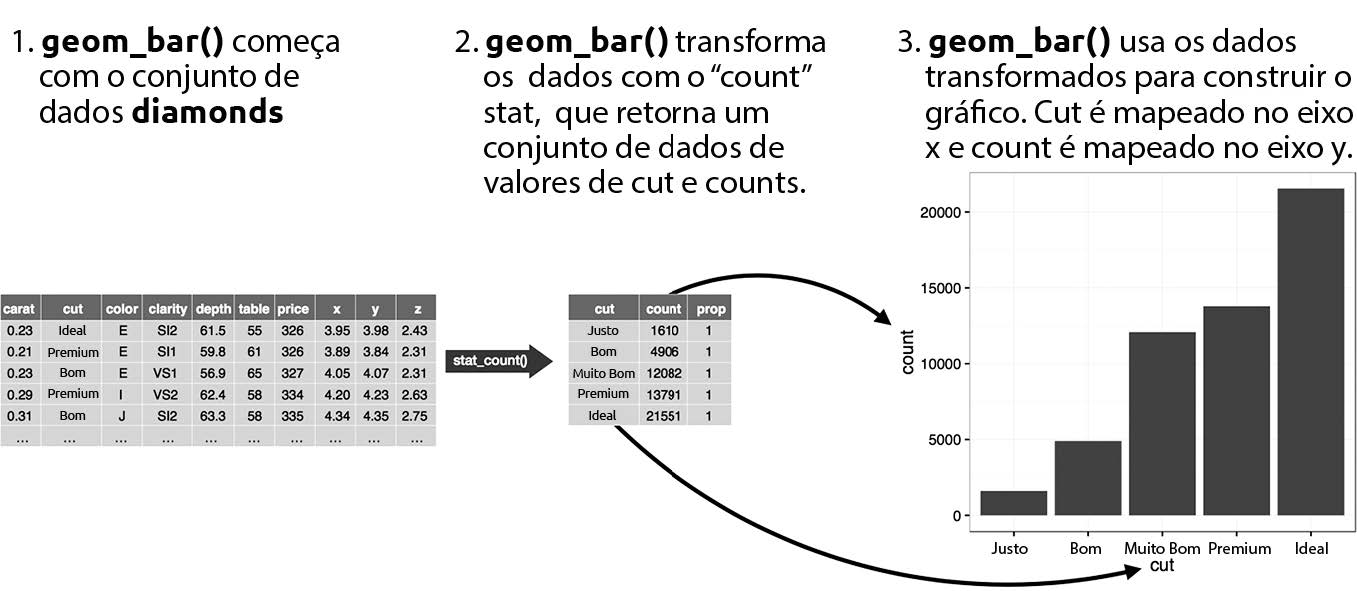 1. geom_bar() começa
com o conjunto de
dados diamonds
2. geom_bar() transforma
os dados com o “count”
stat, que retorna um
conjunto de dados de
valores de cut e counts.
3. geom_bar() usa os dados
transformados para construir o
gráfico. Cut é mapeado no eixo
x e count é mapeado no eixo y.
carat cut color clarity depth table price x y z
0.23 Ideal E SI2 61.5 55 326 3.95 3.98 2.43
0.21 Premium E SI1 59.8 61 326 3.89 3.84 2.31
0.23 Bom E VS1 56.9 65 327 4.05 4.07 2.31
0.29 Premium I VS2 62.4 58 334 4.20 4.23 2.63
0.31 Bom J SI2 63.3 58 335 4.34 4.35 2.75
... ... ... ... ... ... ... ... ... ...
stat_count()
cut count prop
Justo 1610 1
Bom 4906 1
Muito Bom 12082 1
Premium 13791 1
Ideal 21551 1
count
20000
15000
10000
5000
0
Justo Bom Muito Bom Premium Ideal
cut